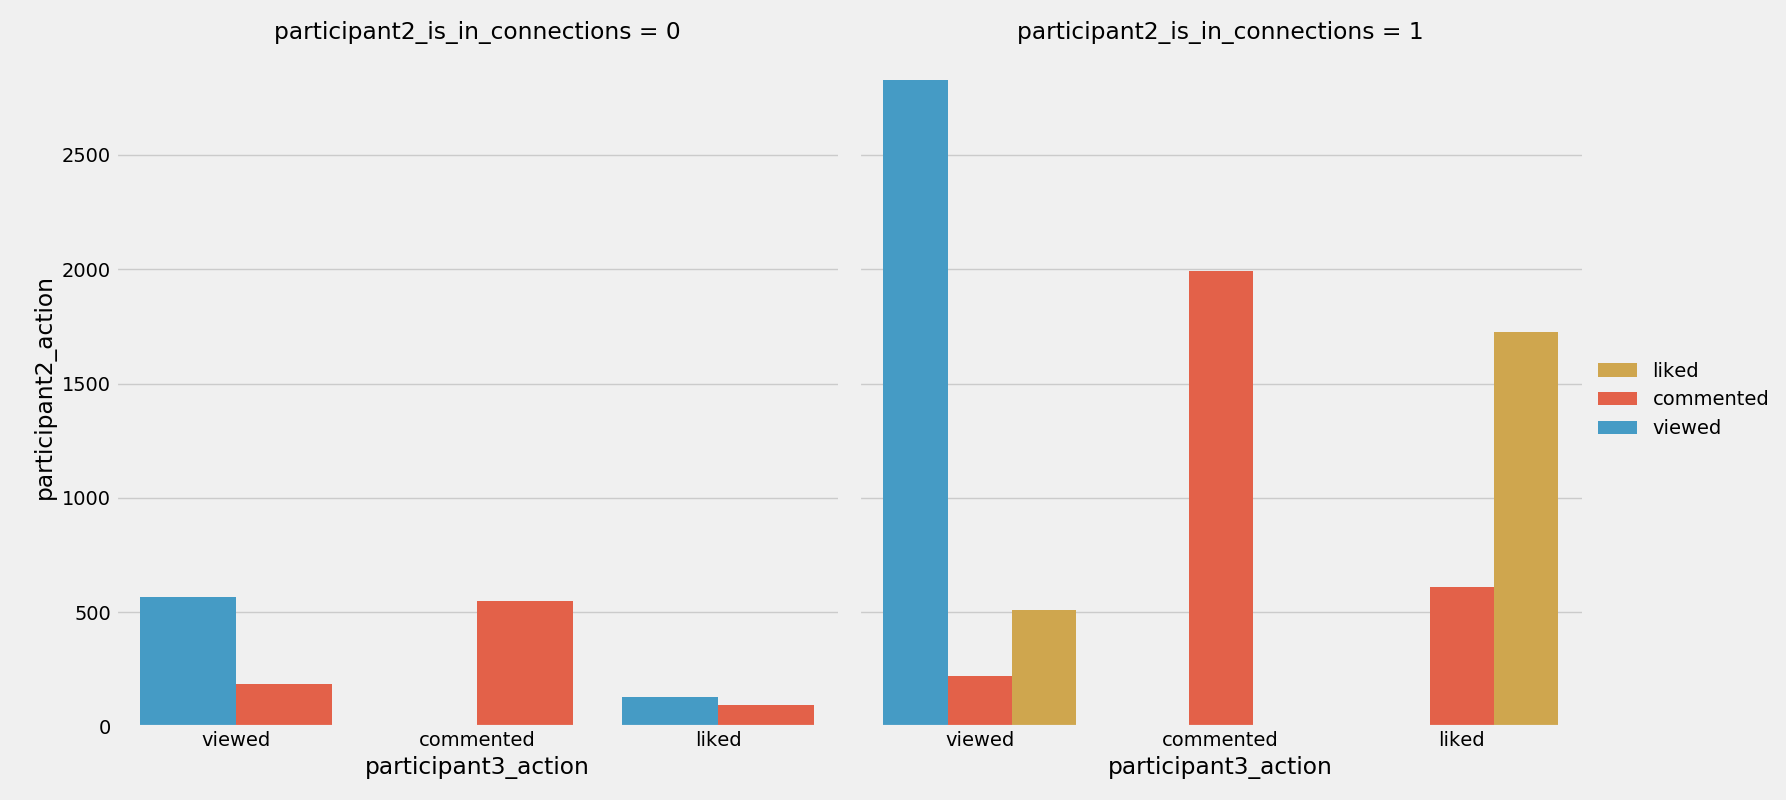 participant2_is_in_connections = 0
participant2_is_in_connections = 1
participant2_action
2500
2000
1500
1000
500
0
viewed
commented
liked
participant3_action
viewed
commented
liked
participant3_action
liked
commented
viewed